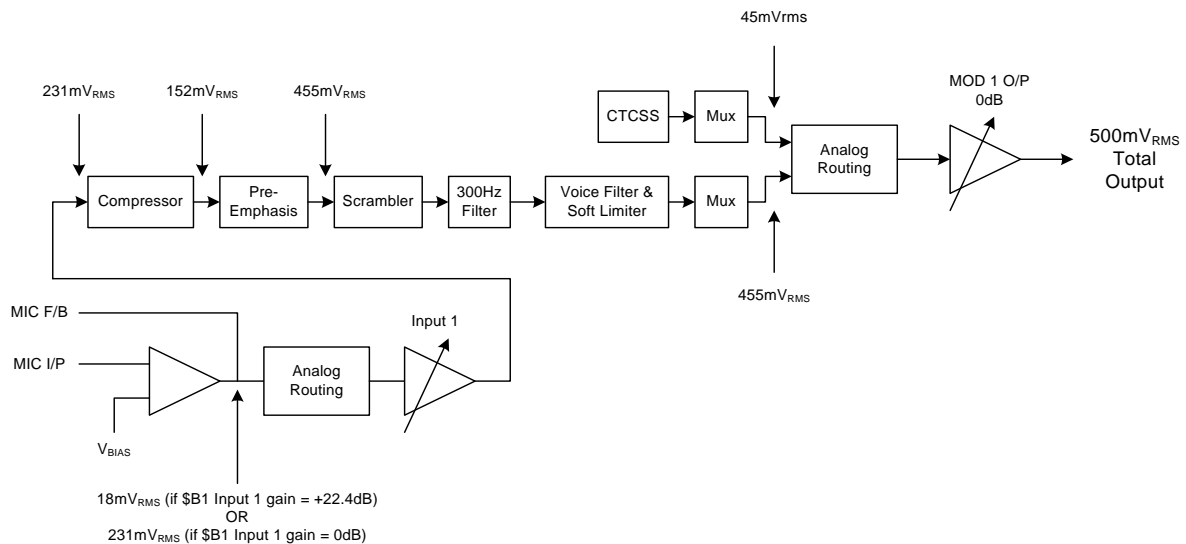 45mVrms
231mVRMS
152mVRMS
455mVRMS
MOD 1 O/P
0dB
CTCSS
Mux
Analog
Routing
500mVRMS
Total
Output
Compressor
Pre-
Emphasis
Scrambler
300Hz
Filter
Voice Filter &
Soft Limiter
Mux
455mVRMS
MIC F/B
Input 1
MIC I/P
Analog
Routing
VBIAS
18mVRMS (if $B1 Input 1 gain = +22.4dB)
OR
231mVRMS (if $B1 Input 1 gain = 0dB)